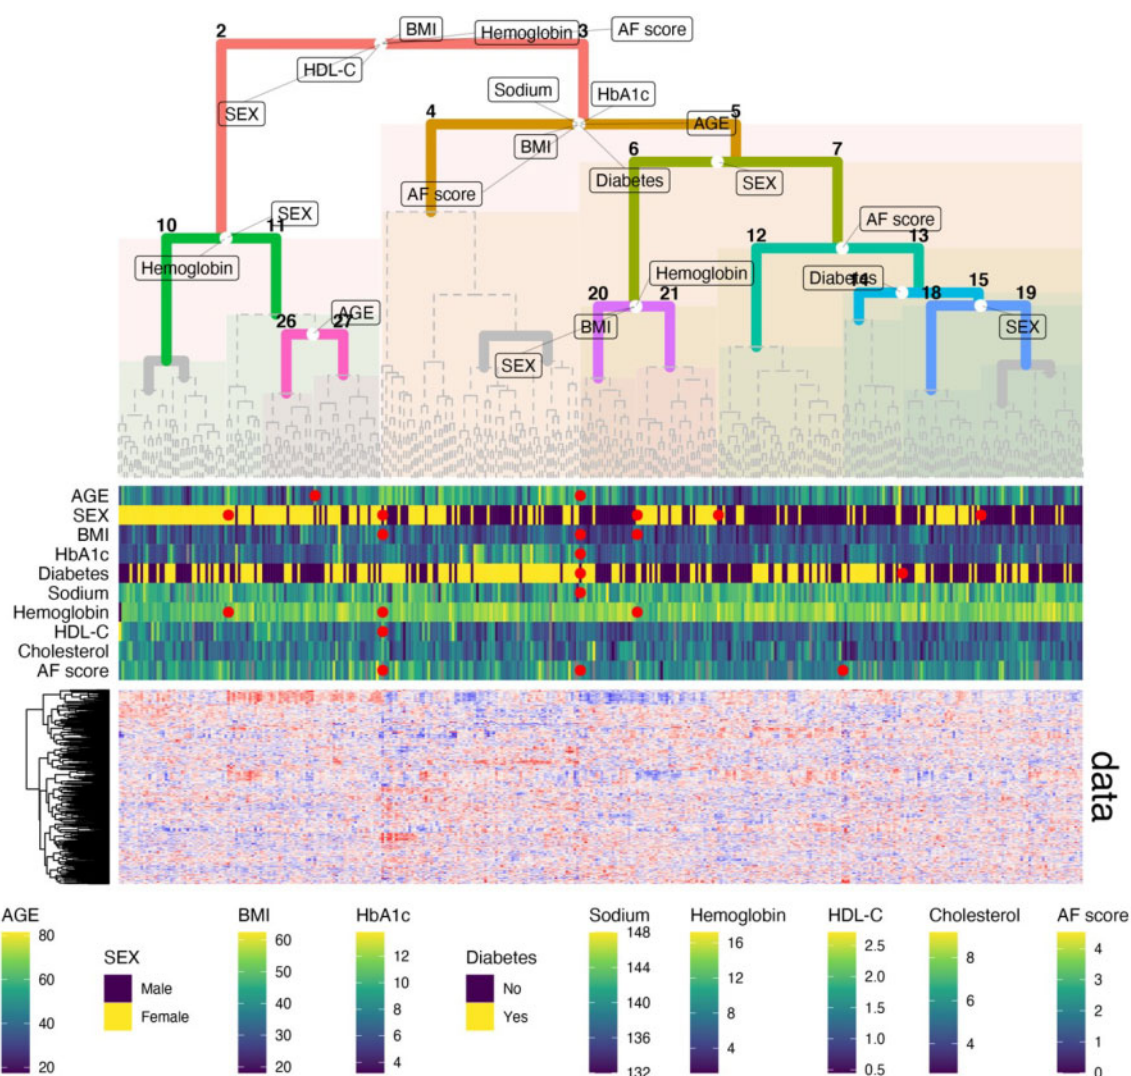 2
BMI
Hemoglobin
3
AF score
HDL-C
SEX
Sodium
HbA1c
4
AGE
5
BMI
6
7
AF score
Diabetes
SEX
10
11
SEX
AF score
12
13
Hemoglobin
Hemoglobin
Diabetes
14
15
20
21
18
19
26
27
AGE
BMI
SEX
SEX
AGE
SEX
BMI
HbA1c
Diabetes
Sodium
Hemoglobin
HDL-C
Cholesterol
AF score
data
AGE
80
60
40
20
SEX
Male
Female
BMI
60
50
40
30
20
HbA1c
12
10
8
6
4
Diabetes
No
Yes
Sodium
148
144
140
136
132
Hemoglobin
16
12
8
4
HDL-C
2.5
2.0
1.5
1.0
0.5
Cholesterol
8
6
4
AF score
4
3
2
1
0